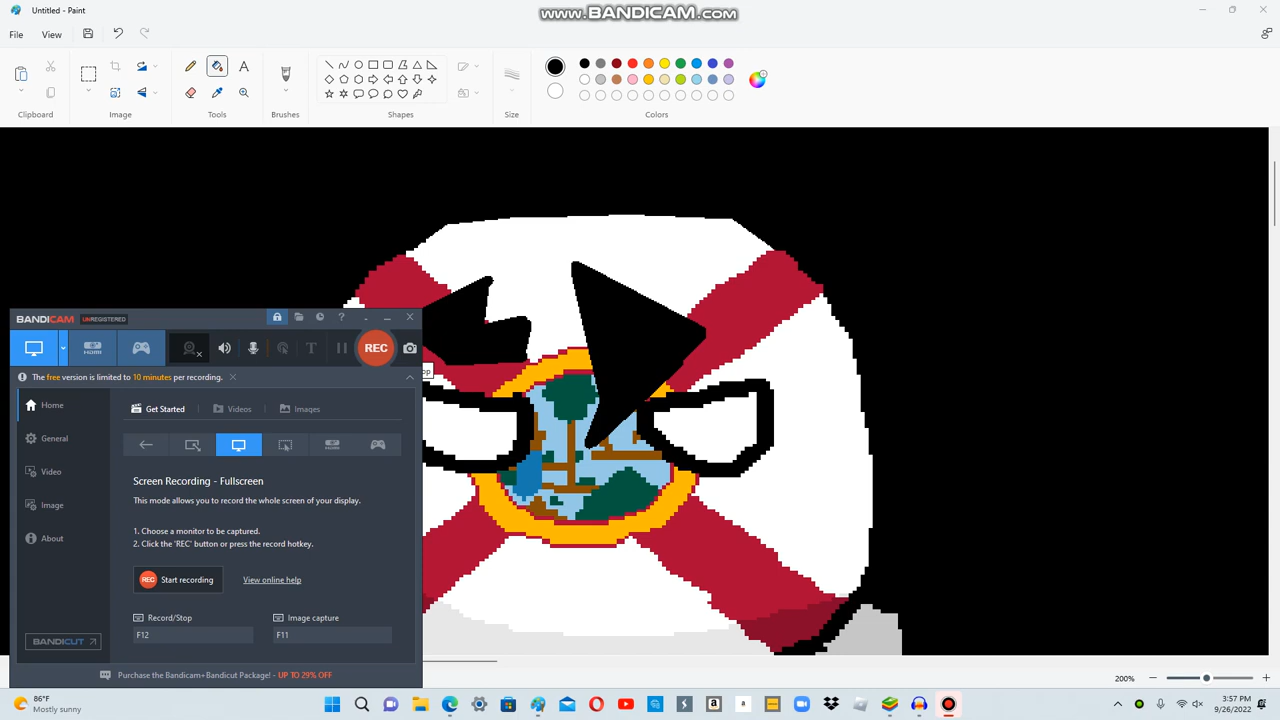 Untitled - Paint
www.BANDICAM.com
File View
Clipboard Image Tools Brushes Shapes Size Colors
BANDICAM UNREGISTERED
HDMI REC
The free version is limited to 10 minutes per recording.
op
Home
General
Video
Image
About
BANDICUT
Get Started Videos Images
Screen Recording - Fullscreen
This mode allows you to record the whole screen of your display.
1. Choose a monitor to be captured.
2. Click the 'REC' button or press the record hotkey.
REC Start recording View online help
Record/Stop Image capture
F12 F11
Purchase the Bandicam+Bandicut Package! - UP TO 29% OFF
200%
86°F
Mostly sunny
3:57 PM
9/26/2022